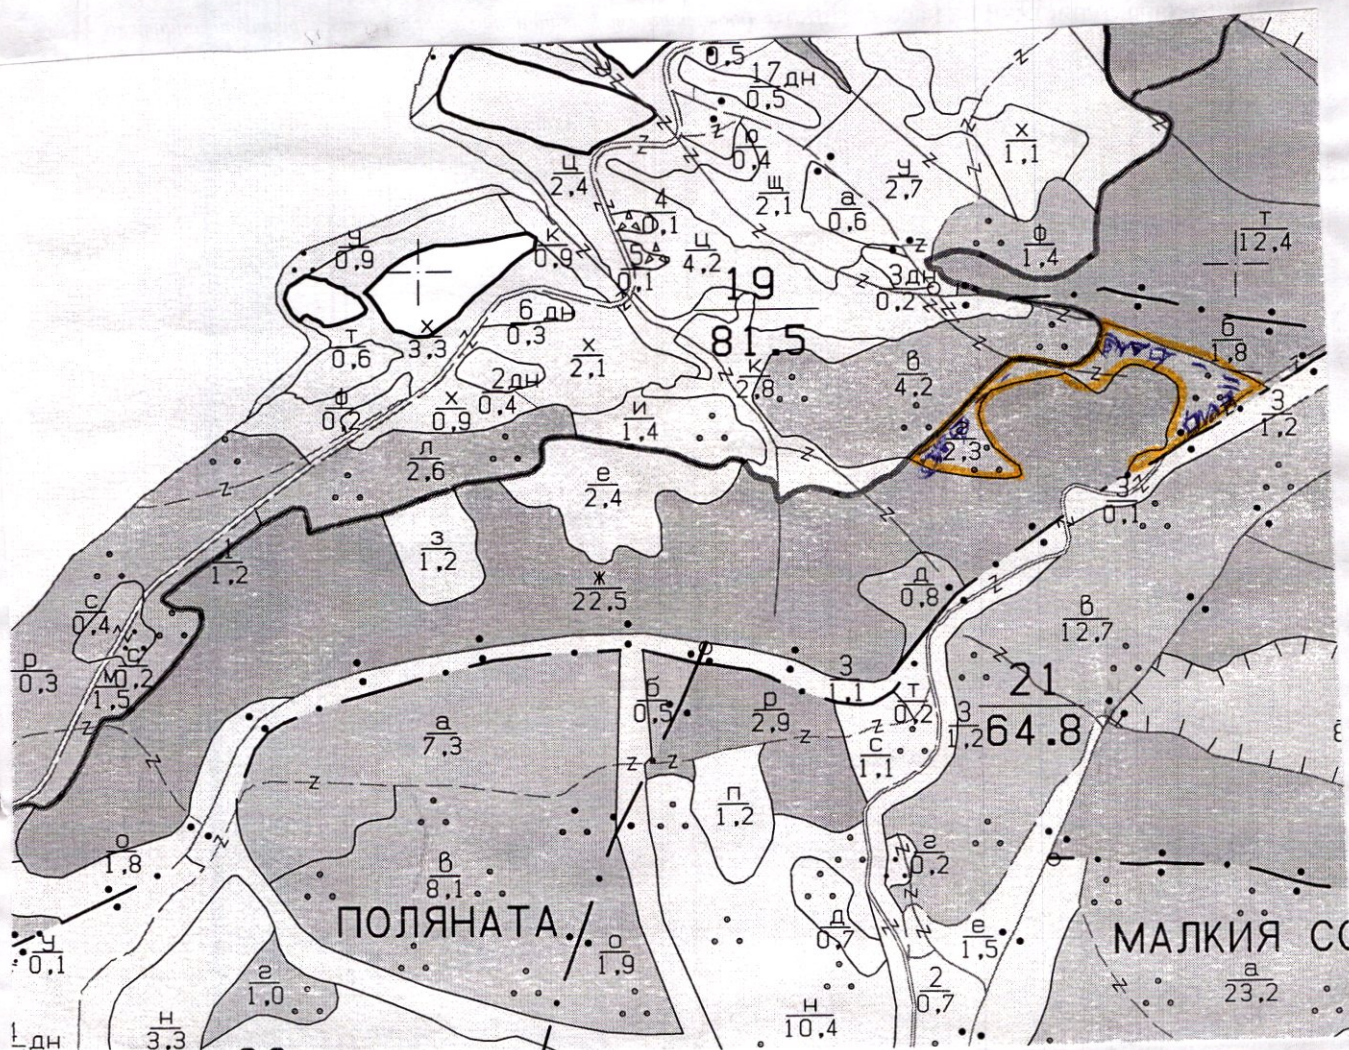 0,5
17дн
0,5
ю
0,4
х
1,1
ц
2,4
щ
2,1
а
0,6
у
2,7
4
0,1
ц
4,2
5
0,1
ф
1,4
т
12,4
у
0,9
к
0,9
3дн
0,2
19
81.5
6 дн
0,3
т
0,6
х
3,3
х
2,1
б
1,8
к
2,8
в
4,2
2дн
0,4
ф
0,2
х
0,9
и
1,4
а
2,3
3
1,2
л
2,6
е
2,4
3
0,1
з
1,2
1
1,2
ж
22,5
д
0,8
в
12,7
с
0,4
с
0,2
р
0,3
м
1,5
21
64.8
3
1,1
т
0,2
3
1,2
б
0,5
р
2,9
а
7,3
с
1,1
п
1,2
о
1,8
г
0,2
в
8,1
ПОЛЯНАТА
д
0,7
е
1,5
МАЛКИЯ СО
у
0,1
о
1,9
г
1,0
2
0,7
а
23,2
н
3,3
н
10,4
1 дн